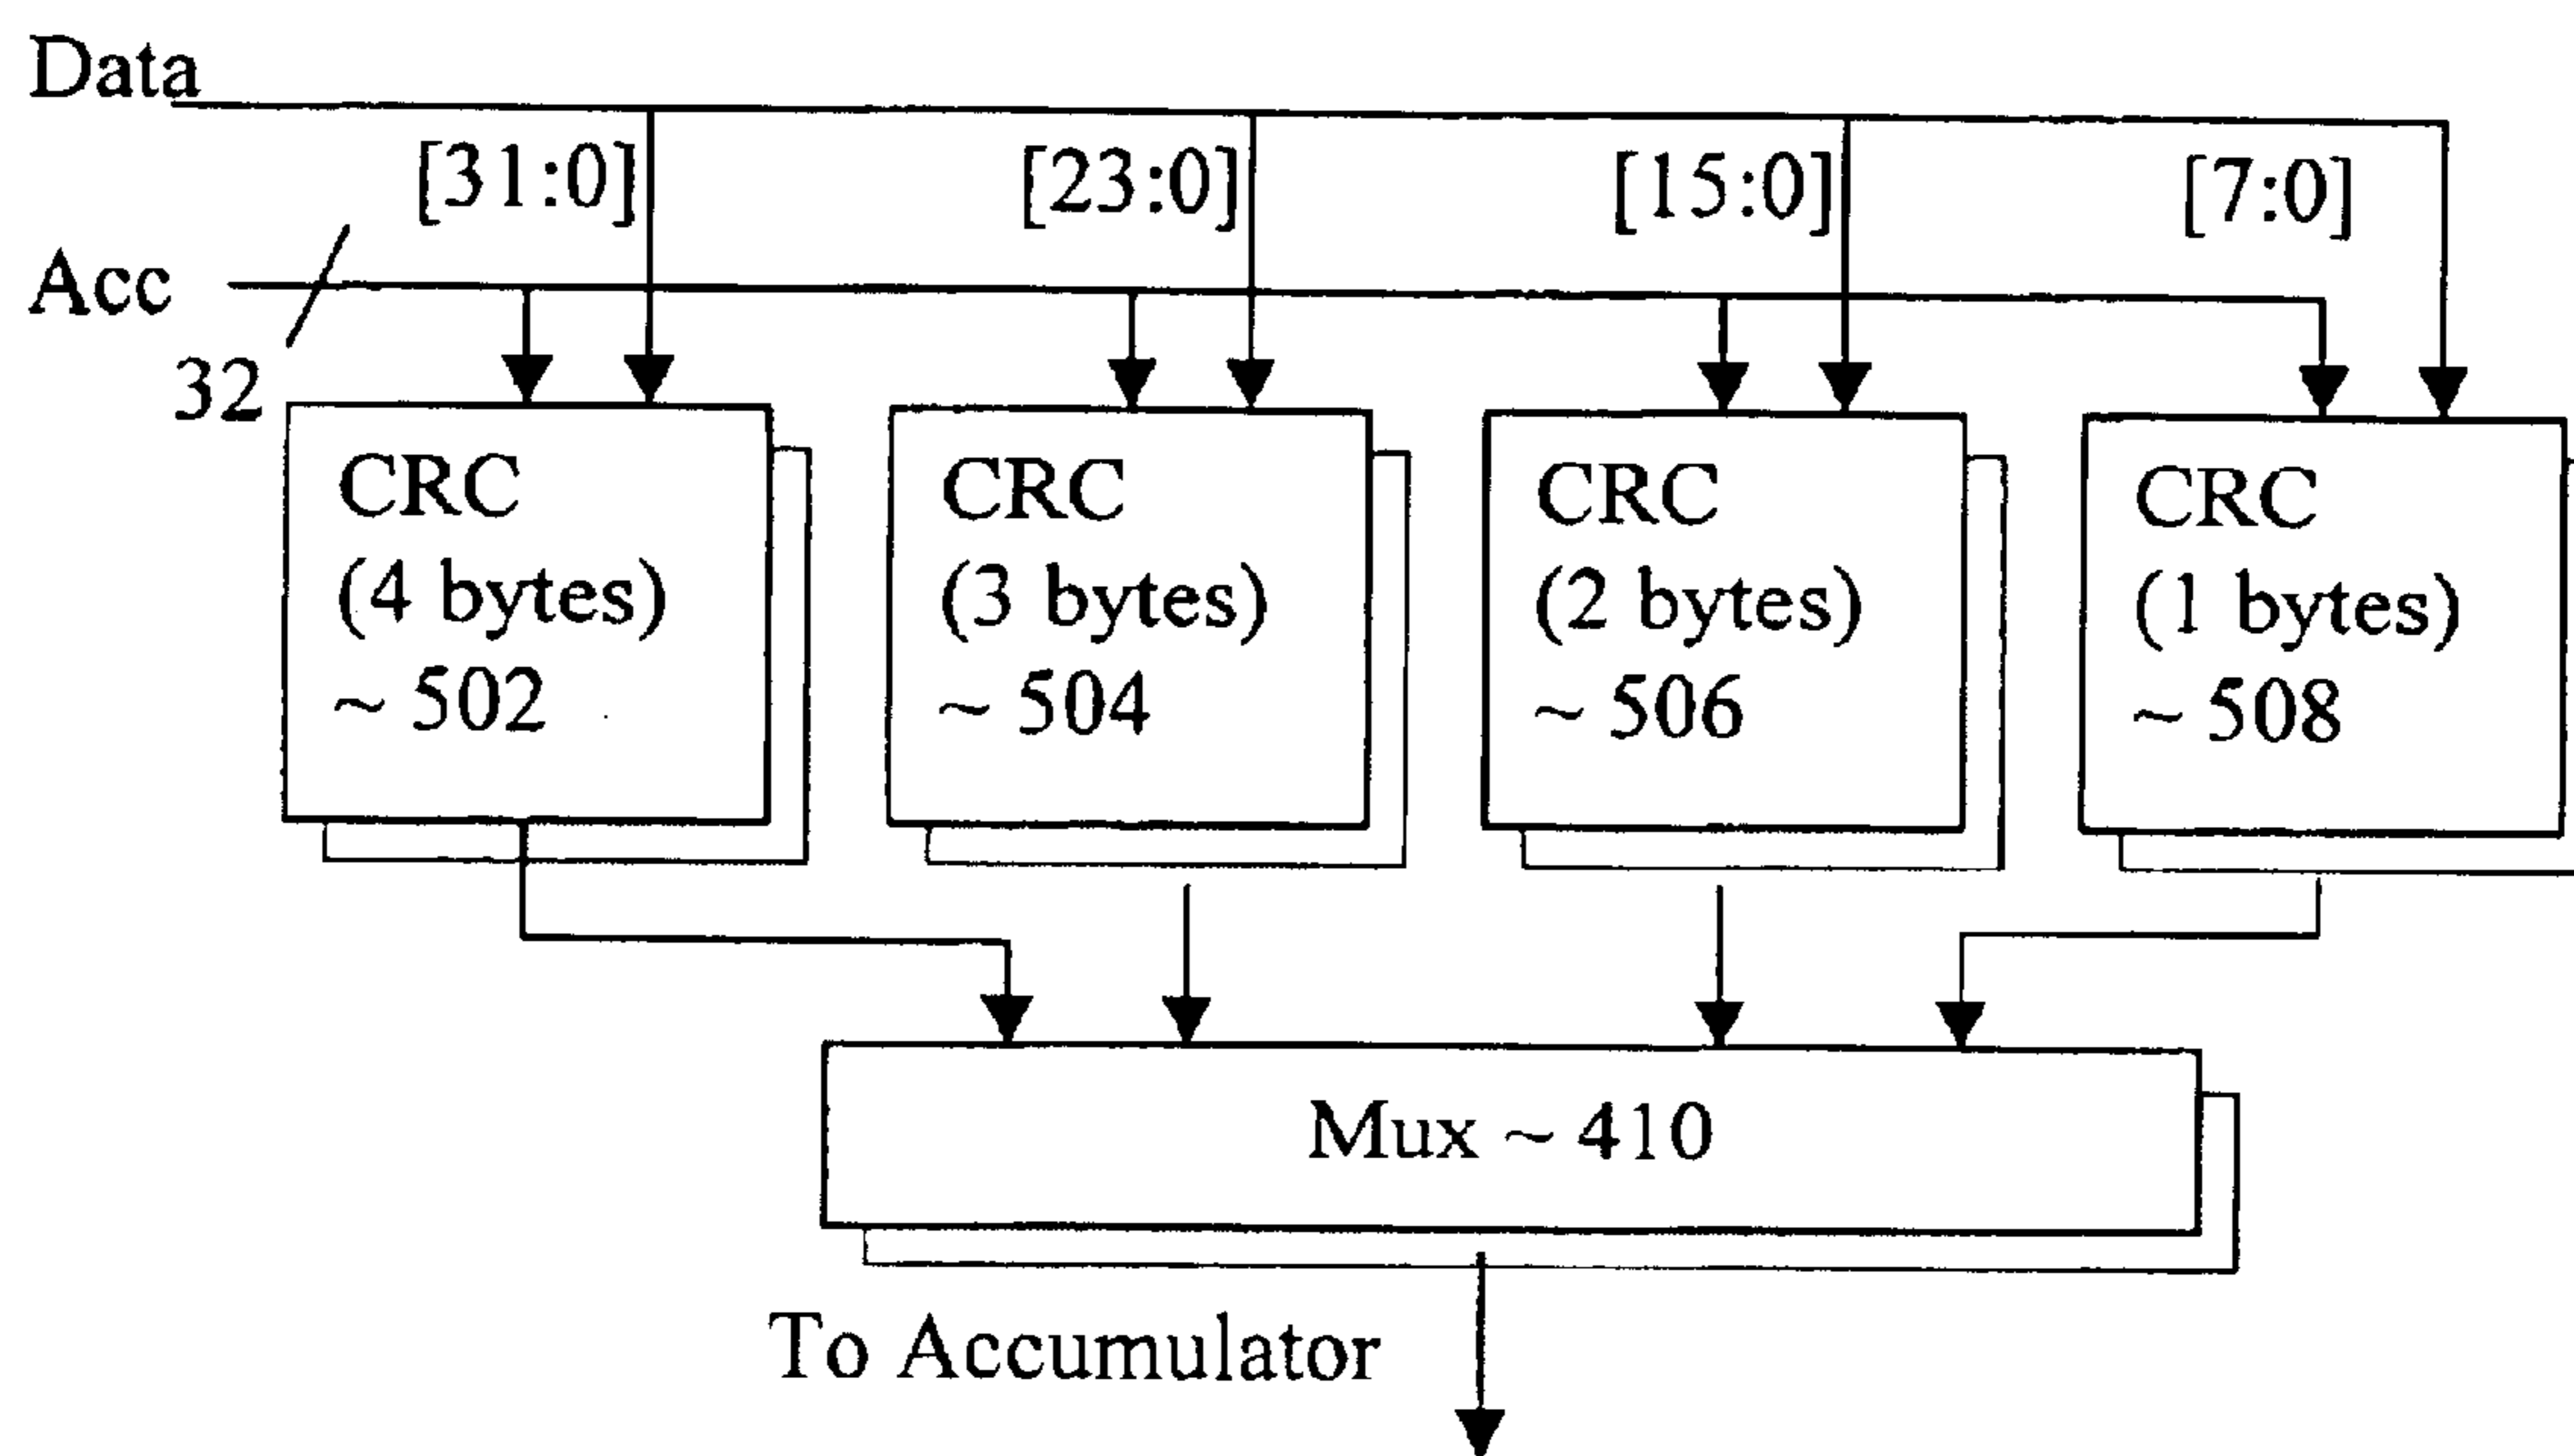 Data
[31:0]
[23:0]
[15:0]
[7:0]
Acc
32
CRC
(4 bytes)
~ 502
CRC
(3 bytes)
~ 504
CRC
(2 bytes)
~ 506
CRC
(1 bytes)
~ 508
Mux ~ 410
To Accumulator